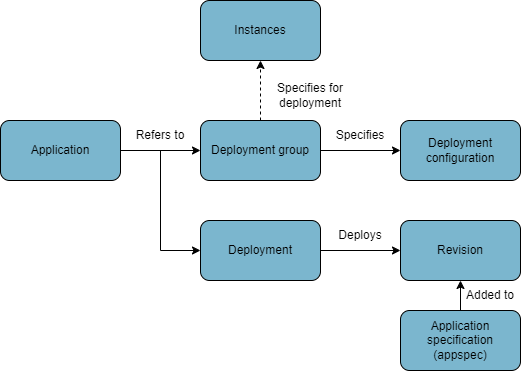 Instances
Specifies for
deployment
Application
Refers to
Deployment group
Specifies
Deployment
configuration
Deployment
Deploys
Revision
Added to
Application
specification
(appspec)